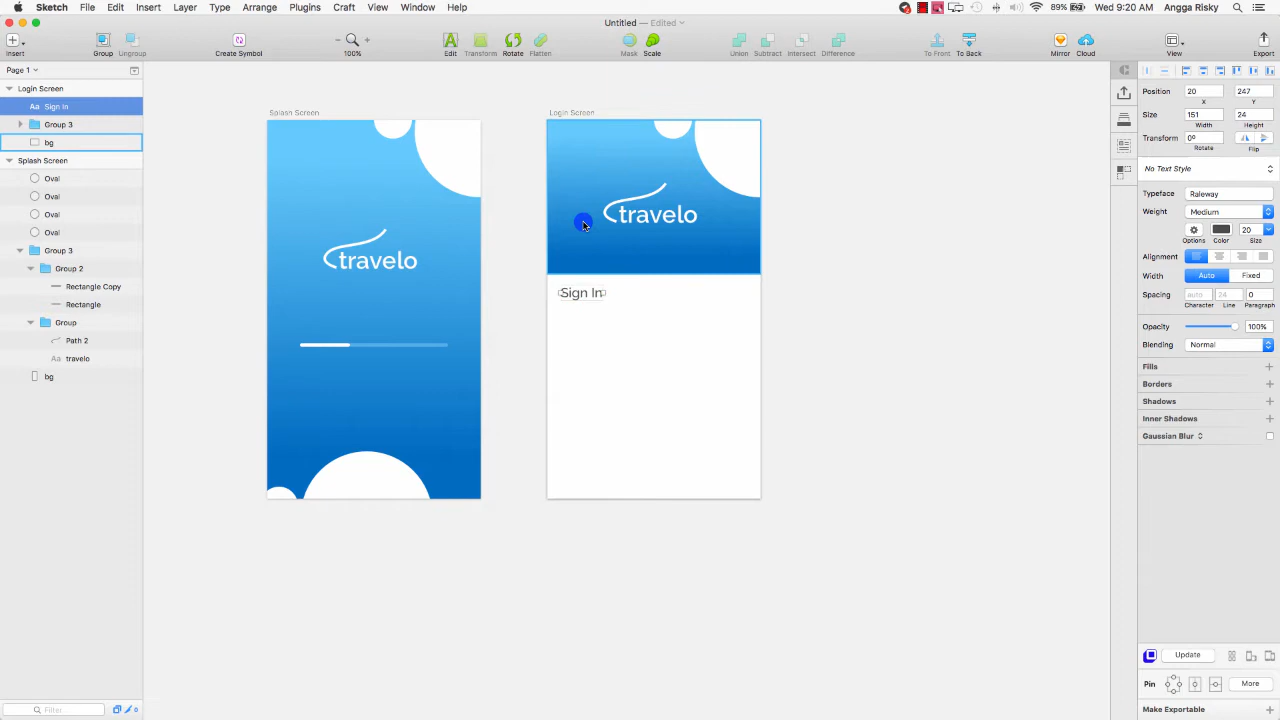 Sketch File Edit Insert Layer Type Arrange Plugins Craft View Window Help
89% Wed 9:20 AM Angga Risky
Untitled — Edited
Insert Group Ungroup Create Symbol 100% Edit Transform Rotate Flatten Mask Scale Union Subtract Intersect Difference To Front To Back Mirror Cloud View Export
Page 1
Login Screen
Aa Sign In
Group 3
bg
Splash Screen
Oval
Oval
Oval
Oval
Group 3
Group 2
Rectangle Copy
Rectangle
Group
Path 2
Aa travelo
bg
Filter
0
Splash Screen
travelo
Login Screen
travelo
Sign In
Position 20 247
X Y
Size 151 24
Width Height
Transform 0º
Rotate Flip
No Text Style
Typeface Raleway
Weight Medium
20
Options Color Size
Alignment
Width Auto Fixed
Spacing auto 24 0
Character Line Paragraph
Opacity 100%
Blending Normal
Fills
Borders
Shadows
Inner Shadows
Gaussian Blur
Update
Pin More
Make Exportable